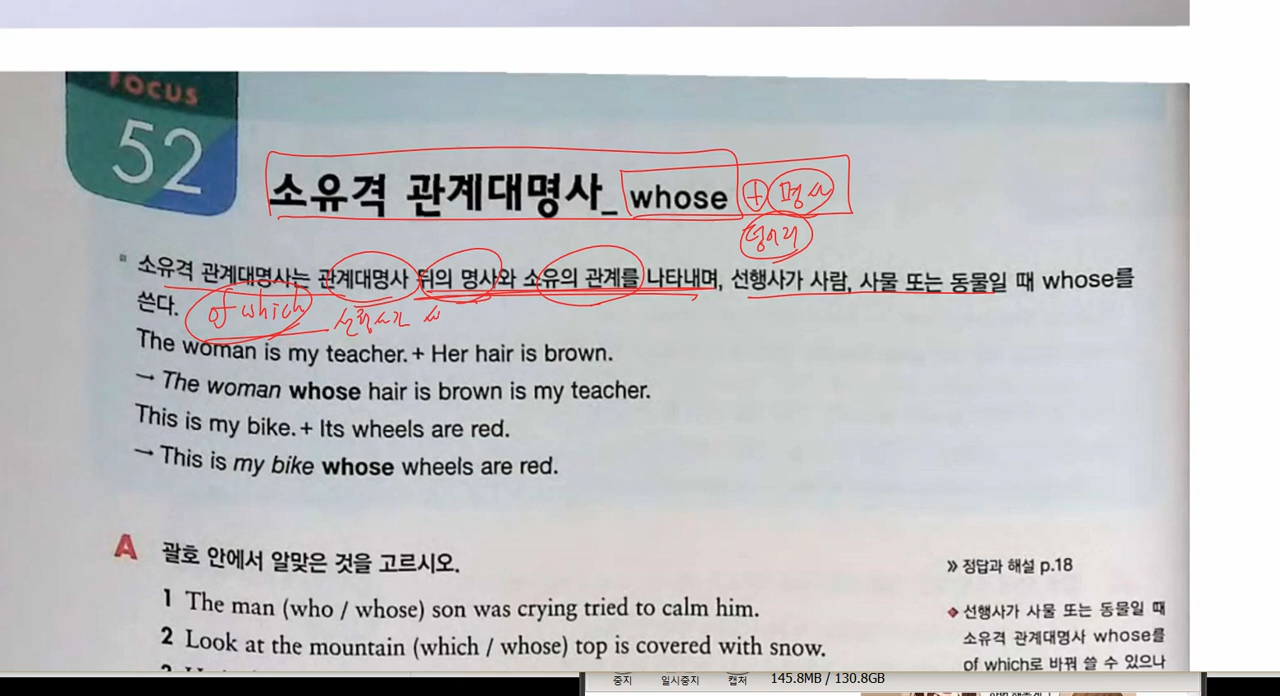 FOCUS
52
소유격 관계대명사_ whose + 명사
덩어리
소유격 관계대명사는 관계대명사 뒤의 명사와 소유의 관계를 나타내며, 선행사가 사람, 사물 또는 동물일 때 whose를
쓴다. of which 선행사가
The woman is my teacher. + Her hair is brown.
→ The woman whose hair is brown is my teacher.
This is my bike. + Its wheels are red.
→ This is my bike whose wheels are red.
A 괄호 안에서 알맞은 것을 고르시오.
» 정답과 해설 p.18
1 The man (who / whose) son was crying tried to calm him.
2 Look at the mountain (which / whose) top is covered with snow.
❖ 선행사가 사물 또는 동물일 때
소유격 관계대명사 whose를
of which로 바꿔 쓸 수 있으나
중지 일시중지 캡처 145.8MB / 130.8GB